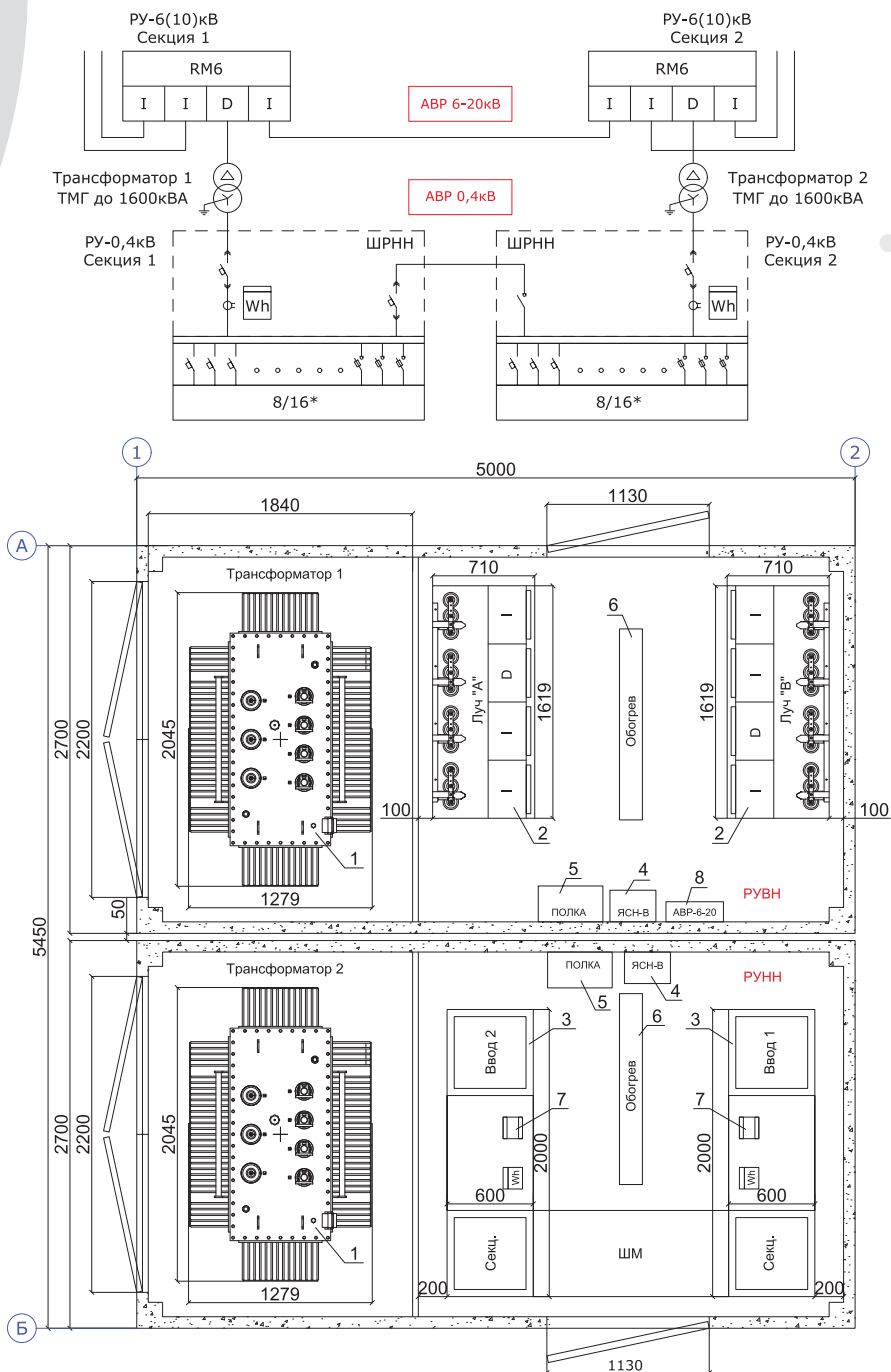 РУ-6(10)кВ
Секция 1
РУ-6(10)кВ
Секция 2
RM6
RM6
I I D I
I I D I
АВР 6-20кВ
АВР 0,4кВ
Трансформатор 1
ТМГ до 1600кВА
Трансформатор 2
ТМГ до 1600кВА
РУ-0,4кВ
Секция 1
ШРНН
ШРНН
РУ-0,4кВ
Секция 2
Wh
Wh
8/16*
8/16*
1
2
5000
1840
1130
А
Трансформатор 1
710
710
6
2045
2700
2200
Луч "А"
I
D
I
I
1619
Обогрев
1619
I
I
D
I
Луч "В"
100
100
1
2
2
1279
5
4
8
ПОЛКА
ЯСН-В
АВР-6-20
РУВН
50
5450
Трансформатор 2
ПОЛКА
ЯСН-В
РУНН
5
4
2045
2700
2200
Ввод 2
3
6
3
Ввод 1
Обогрев
7
7
2000
2000
Wh
Wh
600
600
1
Секц.
ШМ
Секц.
200
200
1279
Б
1130